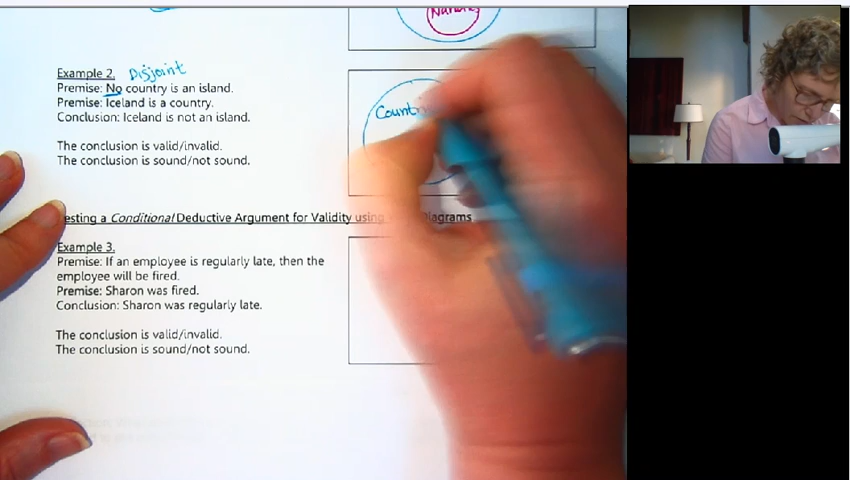 Example 2. Disjoint
Premise: No country is an island.
Premise: Iceland is a country.
Conclusion: Iceland is not an island.
The conclusion is valid/invalid.
The conclusion is sound/not sound.
esting a Conditional Deductive Argument for Validity using Diagrams
Example 3.
Premise: If an employee is regularly late, then the
employee will be fired.
Premise: Sharon was fired.
Conclusion: Sharon was regularly late.
The conclusion is valid/invalid.
The conclusion is sound/not sound.